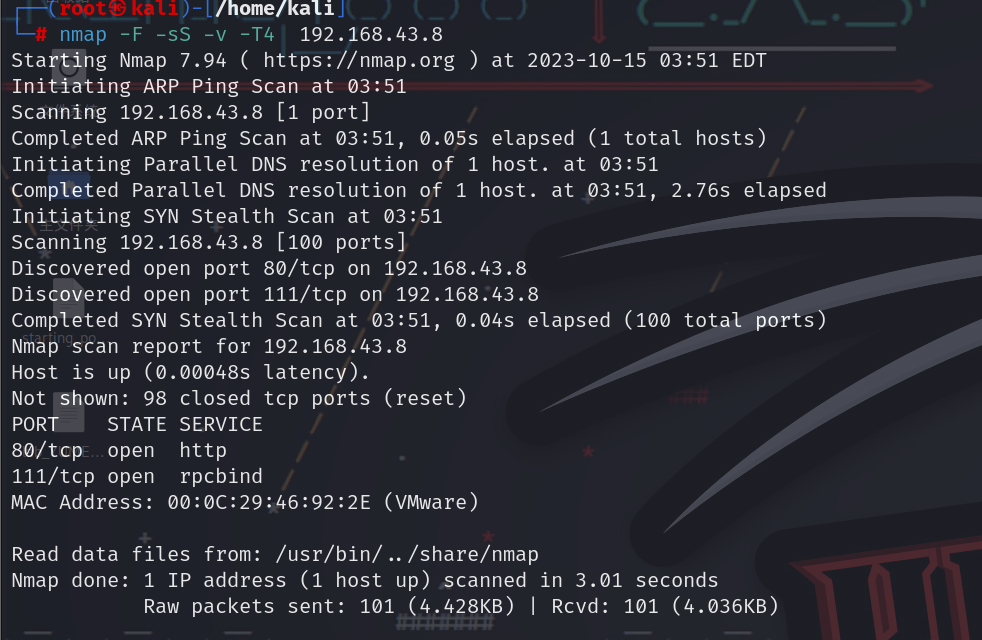 ┌──(root㉿kali)-[/home/kali]
└─# nmap -F -sS -v -T4  192.168.43.8
Starting Nmap 7.94 ( https://nmap.org ) at 2023-10-15 03:51 EDT
Initiating ARP Ping Scan at 03:51
Scanning 192.168.43.8 [1 port]
Completed ARP Ping Scan at 03:51, 0.05s elapsed (1 total hosts)
Initiating Parallel DNS resolution of 1 host. at 03:51
Completed Parallel DNS resolution of 1 host. at 03:51, 2.76s elapsed
Initiating SYN Stealth Scan at 03:51
Scanning 192.168.43.8 [100 ports]
Discovered open port 80/tcp on 192.168.43.8
Discovered open port 111/tcp on 192.168.43.8
Completed SYN Stealth Scan at 03:51, 0.04s elapsed (100 total ports)
Nmap scan report for 192.168.43.8
Host is up (0.00048s latency).
Not shown: 98 closed tcp ports (reset)
PORT    STATE SERVICE
80/tcp  open  http
111/tcp open  rpcbind
MAC Address: 00:0C:29:46:92:2E (VMware)
Read data files from: /usr/bin/../share/nmap
Nmap done: 1 IP address (1 host up) scanned in 3.01 seconds
Raw packets sent: 101 (4.428KB) | Rcvd: 101 (4.036KB)
主文件夹